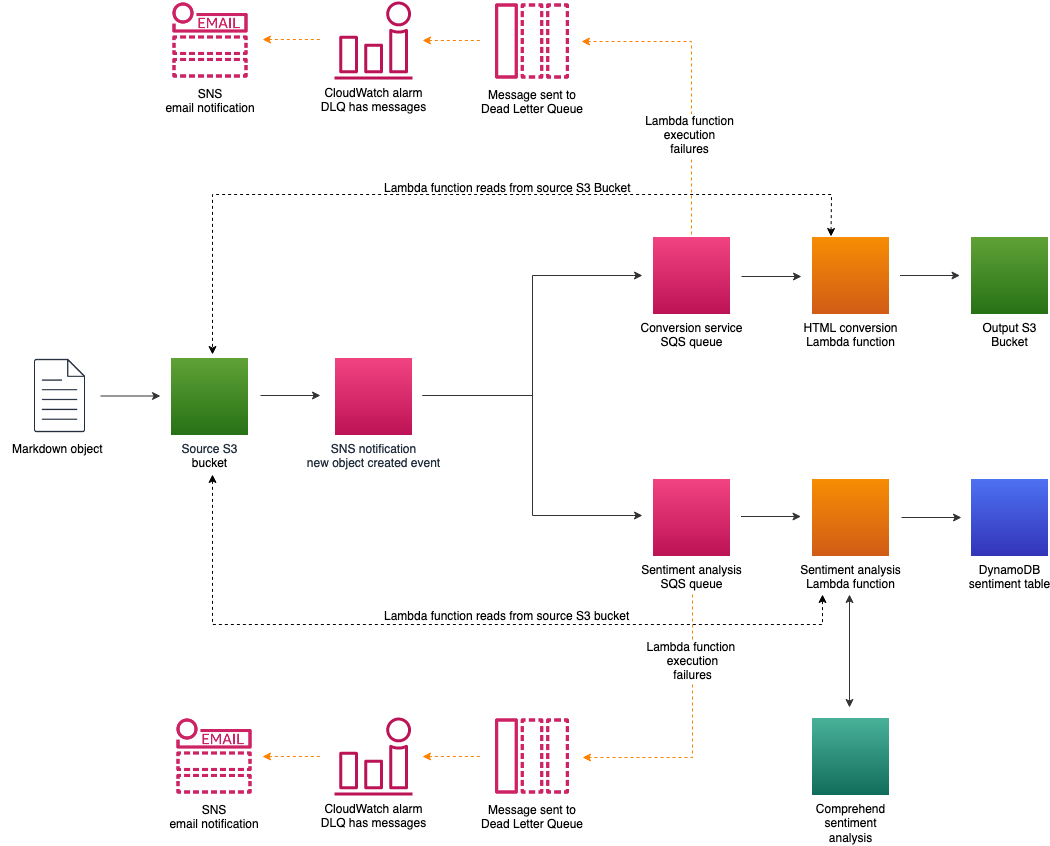 EMAIL
SNS
email notification
CloudWatch alarm
DLQ has messages
Message sent to
Dead Letter Queue
Lambda function
execution
failures
Lambda function reads from source S3 Bucket
Conversion service
SQS queue
HTML conversion
Lambda function
Output S3
Bucket
Markdown object
Source S3
bucket
SNS notification
new object created event
Sentiment analysis
SQS queue
Sentiment analysis
Lambda function
DynamoDB
sentiment table
Lambda function reads from source S3 bucket
Lambda function
execution
failures
EMAIL
SNS
email notification
CloudWatch alarm
DLQ has messages
Message sent to
Dead Letter Queue
Comprehend
sentiment
analysis